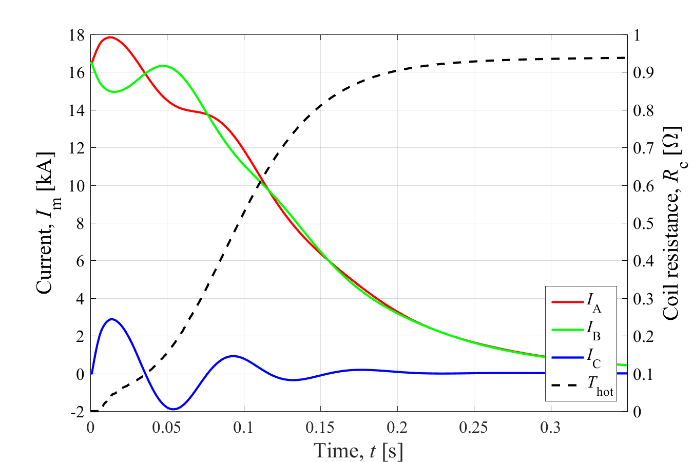 18
16
14
12
10
8
6
4
2
0
-2
Current, I_m [kA]
1
0.9
0.8
0.7
0.6
0.5
0.4
0.3
0.2
0.1
0
Coil resistance, R_c [Ω]
I_A
I_B
I_C
T_hot
0 0.05 0.1 0.15 0.2 0.25 0.3
Time, t [s]